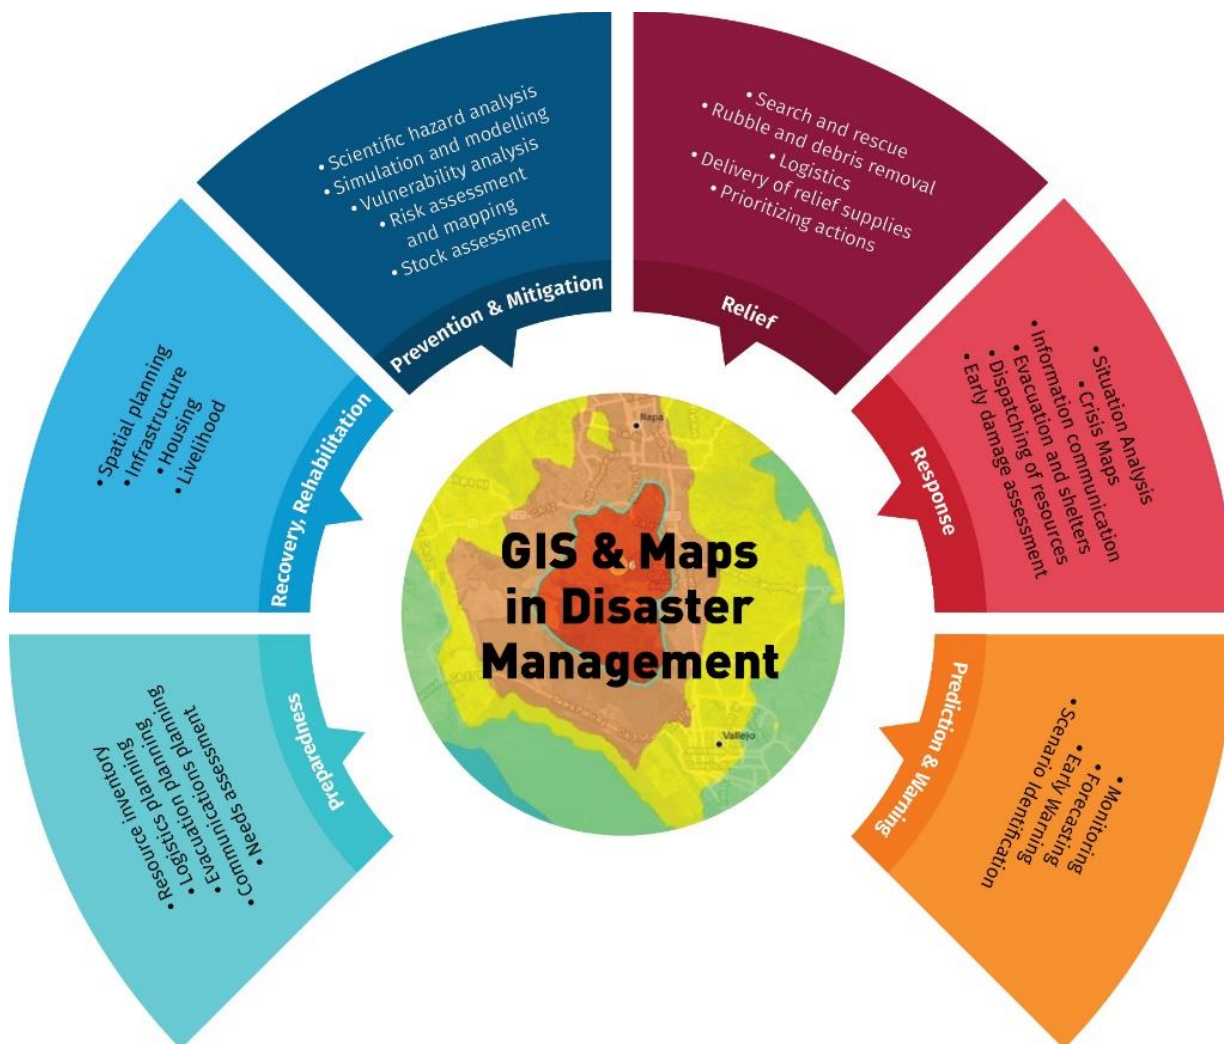 • Scientific hazard analysis
• Simulation and modelling
• Vulnerability analysis
• Risk assessment
and mapping
• Stock assessment
Prevention & Mitigation
• Search and rescue
• Rubble and debris removal
• Logistics
• Delivery of relief supplies
• Prioritizing actions
Relief
• Situation Analysis
• Crisis Maps
• Information communication
• Evacuation and shelters
• Dispatching of resources
• Early damage assessment
Response
• Monitoring
• Forecasting
• Early Warning
• Scenario Identification
Prediction & Warning
• Spatial planning
• Infrastructure
• Housing
• Livelihood
Recovery, Rehabilitation
• Resource inventory
• Logistics planning
• Evacuation planning
• Communications planning
• Needs assessment
Preparedness
Napa
GIS & Maps
in Disaster
Management
Vallejo